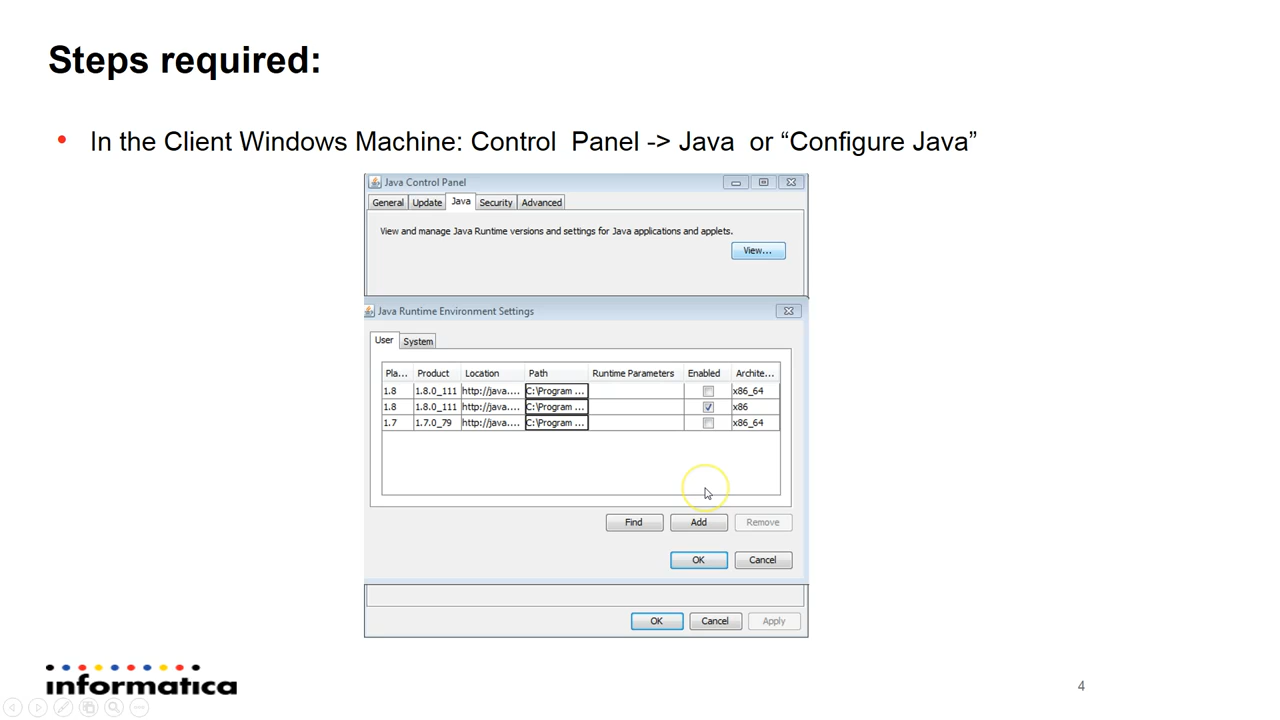 Steps required:
• In the Client Windows Machine: Control  Panel -> Java  or “Configure Java”
Java Control Panel
General Update Java Security Advanced
View and manage Java Runtime versions and settings for Java applications and applets.
View...
Java Runtime Environment Settings
User System
Pla... Product Location Path Runtime Parameters Enabled Archite...
1.8 1.8.0_111 http://java.... C:\Program ... x86_64
1.8 1.8.0_111 http://java.... C:\Program ... x86
1.7 1.7.0_79 http://java.... C:\Program ... x86_64
Find Add Remove
OK Cancel
OK Cancel Apply
informatica
4